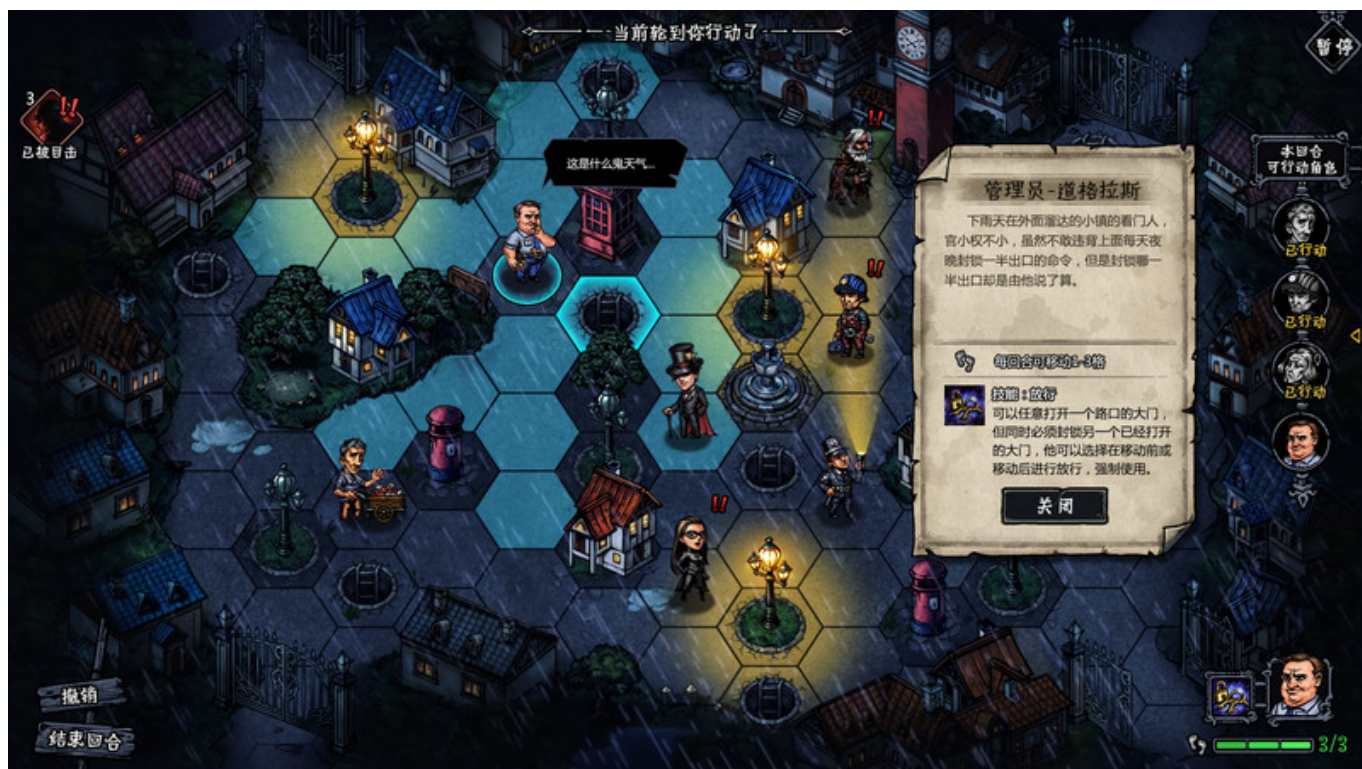 当前轮到你行动了
暂停
3
!!
已被目击
这是什么鬼天气...
!!
!!
!!
管理员-道格拉斯
下雨天在外面溜达的小镇的看门人，
官小权不小，虽然不敢违背上面每天夜
晚封锁一半出口的命令，但是封锁哪一
半出口却是由他说了算。
每回合可移动1-3格
技能：放行
可以任意打开一个路口的大门，
但同时必须封锁另一个已经打开
的大门，他可以选择在移动前或
移动后进行放行，强制使用。
关闭
本回合
可行动角色
已行动
已行动
已行动
撤销
结束回合
3/3